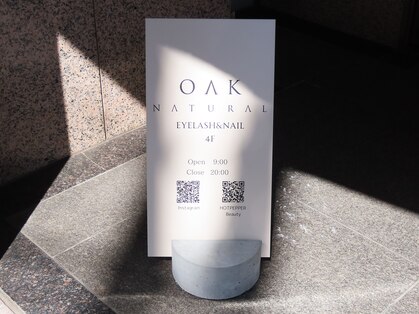 OAK
NATURAL
EYELASH&NAIL
4F
Open 9:00
Close 20:00
Instagram HOTPEPPER
Beauty